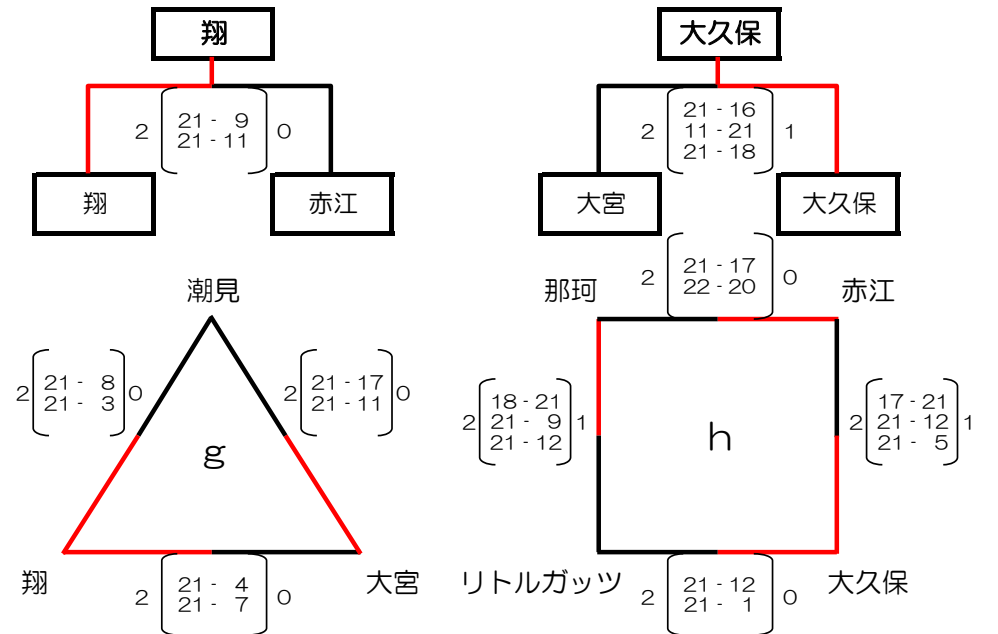 翔
2 21 - 9 0
21 - 11
翔 赤江
大久保
21 - 16
2 11 - 21 1
21 - 18
大宮 大久保
潮見
2 21 - 8 0
21 - 3
2 21 - 17 0
21 - 11
g
翔 大宮
2 21 - 4 0
21 - 7
那珂 赤江
2 21 - 17 0
22 - 20
18 - 21
2 21 - 9 1
21 - 12
h
17 - 21
2 21 - 12 1
21 - 5
リトルガッツ 大久保
2 21 - 12 0
21 - 1